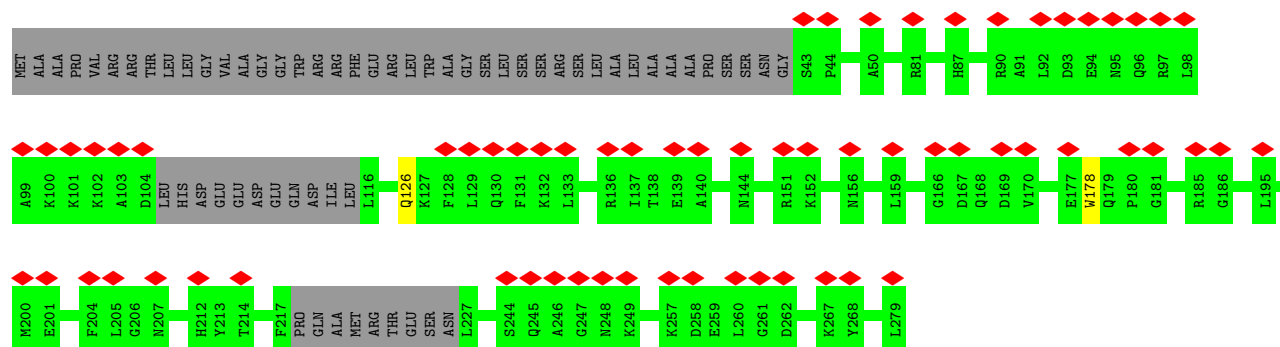 MET ALA ALA PRO VAL ARG ARG THR LEU LEU GLY VAL ALA GLY GLY TRP ARG ARG PHE GLU ARG LEU TRP ALA GLY SER LEU SER SER ARG SER LEU ALA LEU ALA ALA ALA PRO SER SER ASN GLY S43 P44 A50 R81 H87 R90 A91 L92 D93 E94 N95 Q96 R97 L98
A99 K100 K101 K102 A103 D104 LEU HIS ASP GLU GLU ASP GLU GLN ASP ILE LEU L116 Q126 K127 F128 L129 Q130 F131 K132 L133 R136 I137 T138 E139 A140 N144 R151 K152 N156 L159 G166 D167 Q168 D169 V170 E177 W178 Q179 P180 G181 R185 G186 L195
M200 E201 F204 L205 G206 N207 H212 Y213 T214 F217 PRO GLN ALA MET ARG THR GLU SER ASN L227 S244 Q245 A246 G247 N248 K249 K257 D258 E259 L260 G261 D262 K267 Y268 L279